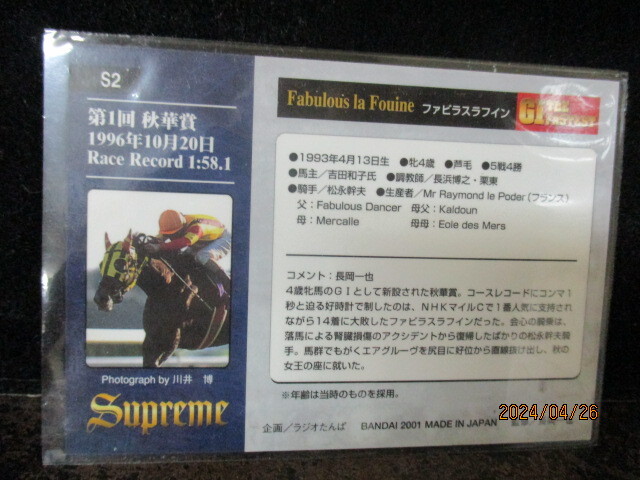 S2
第1回 秋華賞
1996年10月20日
Race Record 1:58.1
Photograph by 川井 博
Supreme
Fabulous la Fouine ファビラスラフイン
GI THE FASTEST
●1993年4月13日生 ●牝4歳 ●芦毛 ●5戦4勝
●馬主／吉田和子氏 ●調教師／長浜博之・栗東
●騎手／松永幹夫 ●生産者／Mr Raymond le Poder(フランス)
父：Fabulous Dancer 母父：Kaldoun
母：Mercalle 母母：Eole des Mers
コメント：長岡一也
4歳牝馬のGⅠとして新設された秋華賞。コースレコードにコンマ1
秒と迫る好時計で制したのは、NHKマイルCで1番人気に支持され
ながら14着に大敗したファビラスラフインだった。会心の騎乗は、
落馬による腎臓損傷のアクシデントから復帰したばかりの松永幹夫騎
手。馬群でもがくエアグルーヴを尻目に好位から直線抜け出し、秋の
女王の座に就いた。
※年齢は当時のものを採用。
企画／ラジオたんぱ BANDAI 2001 MADE IN JAPAN
2024/04/26